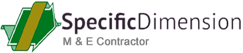 SpecificDimension
M & E Contractor